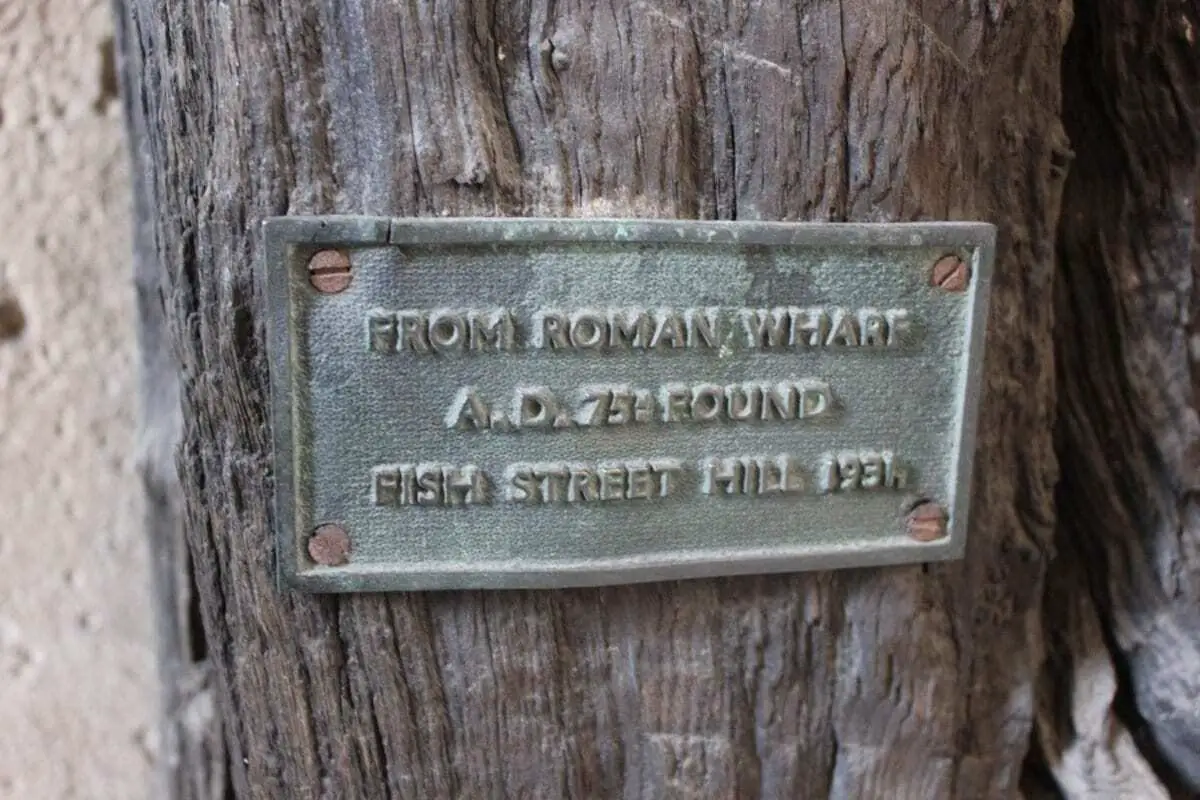 FROM ROMAN WHARF
A.D. 75. FOUND
FISH STREET HILL 1931.